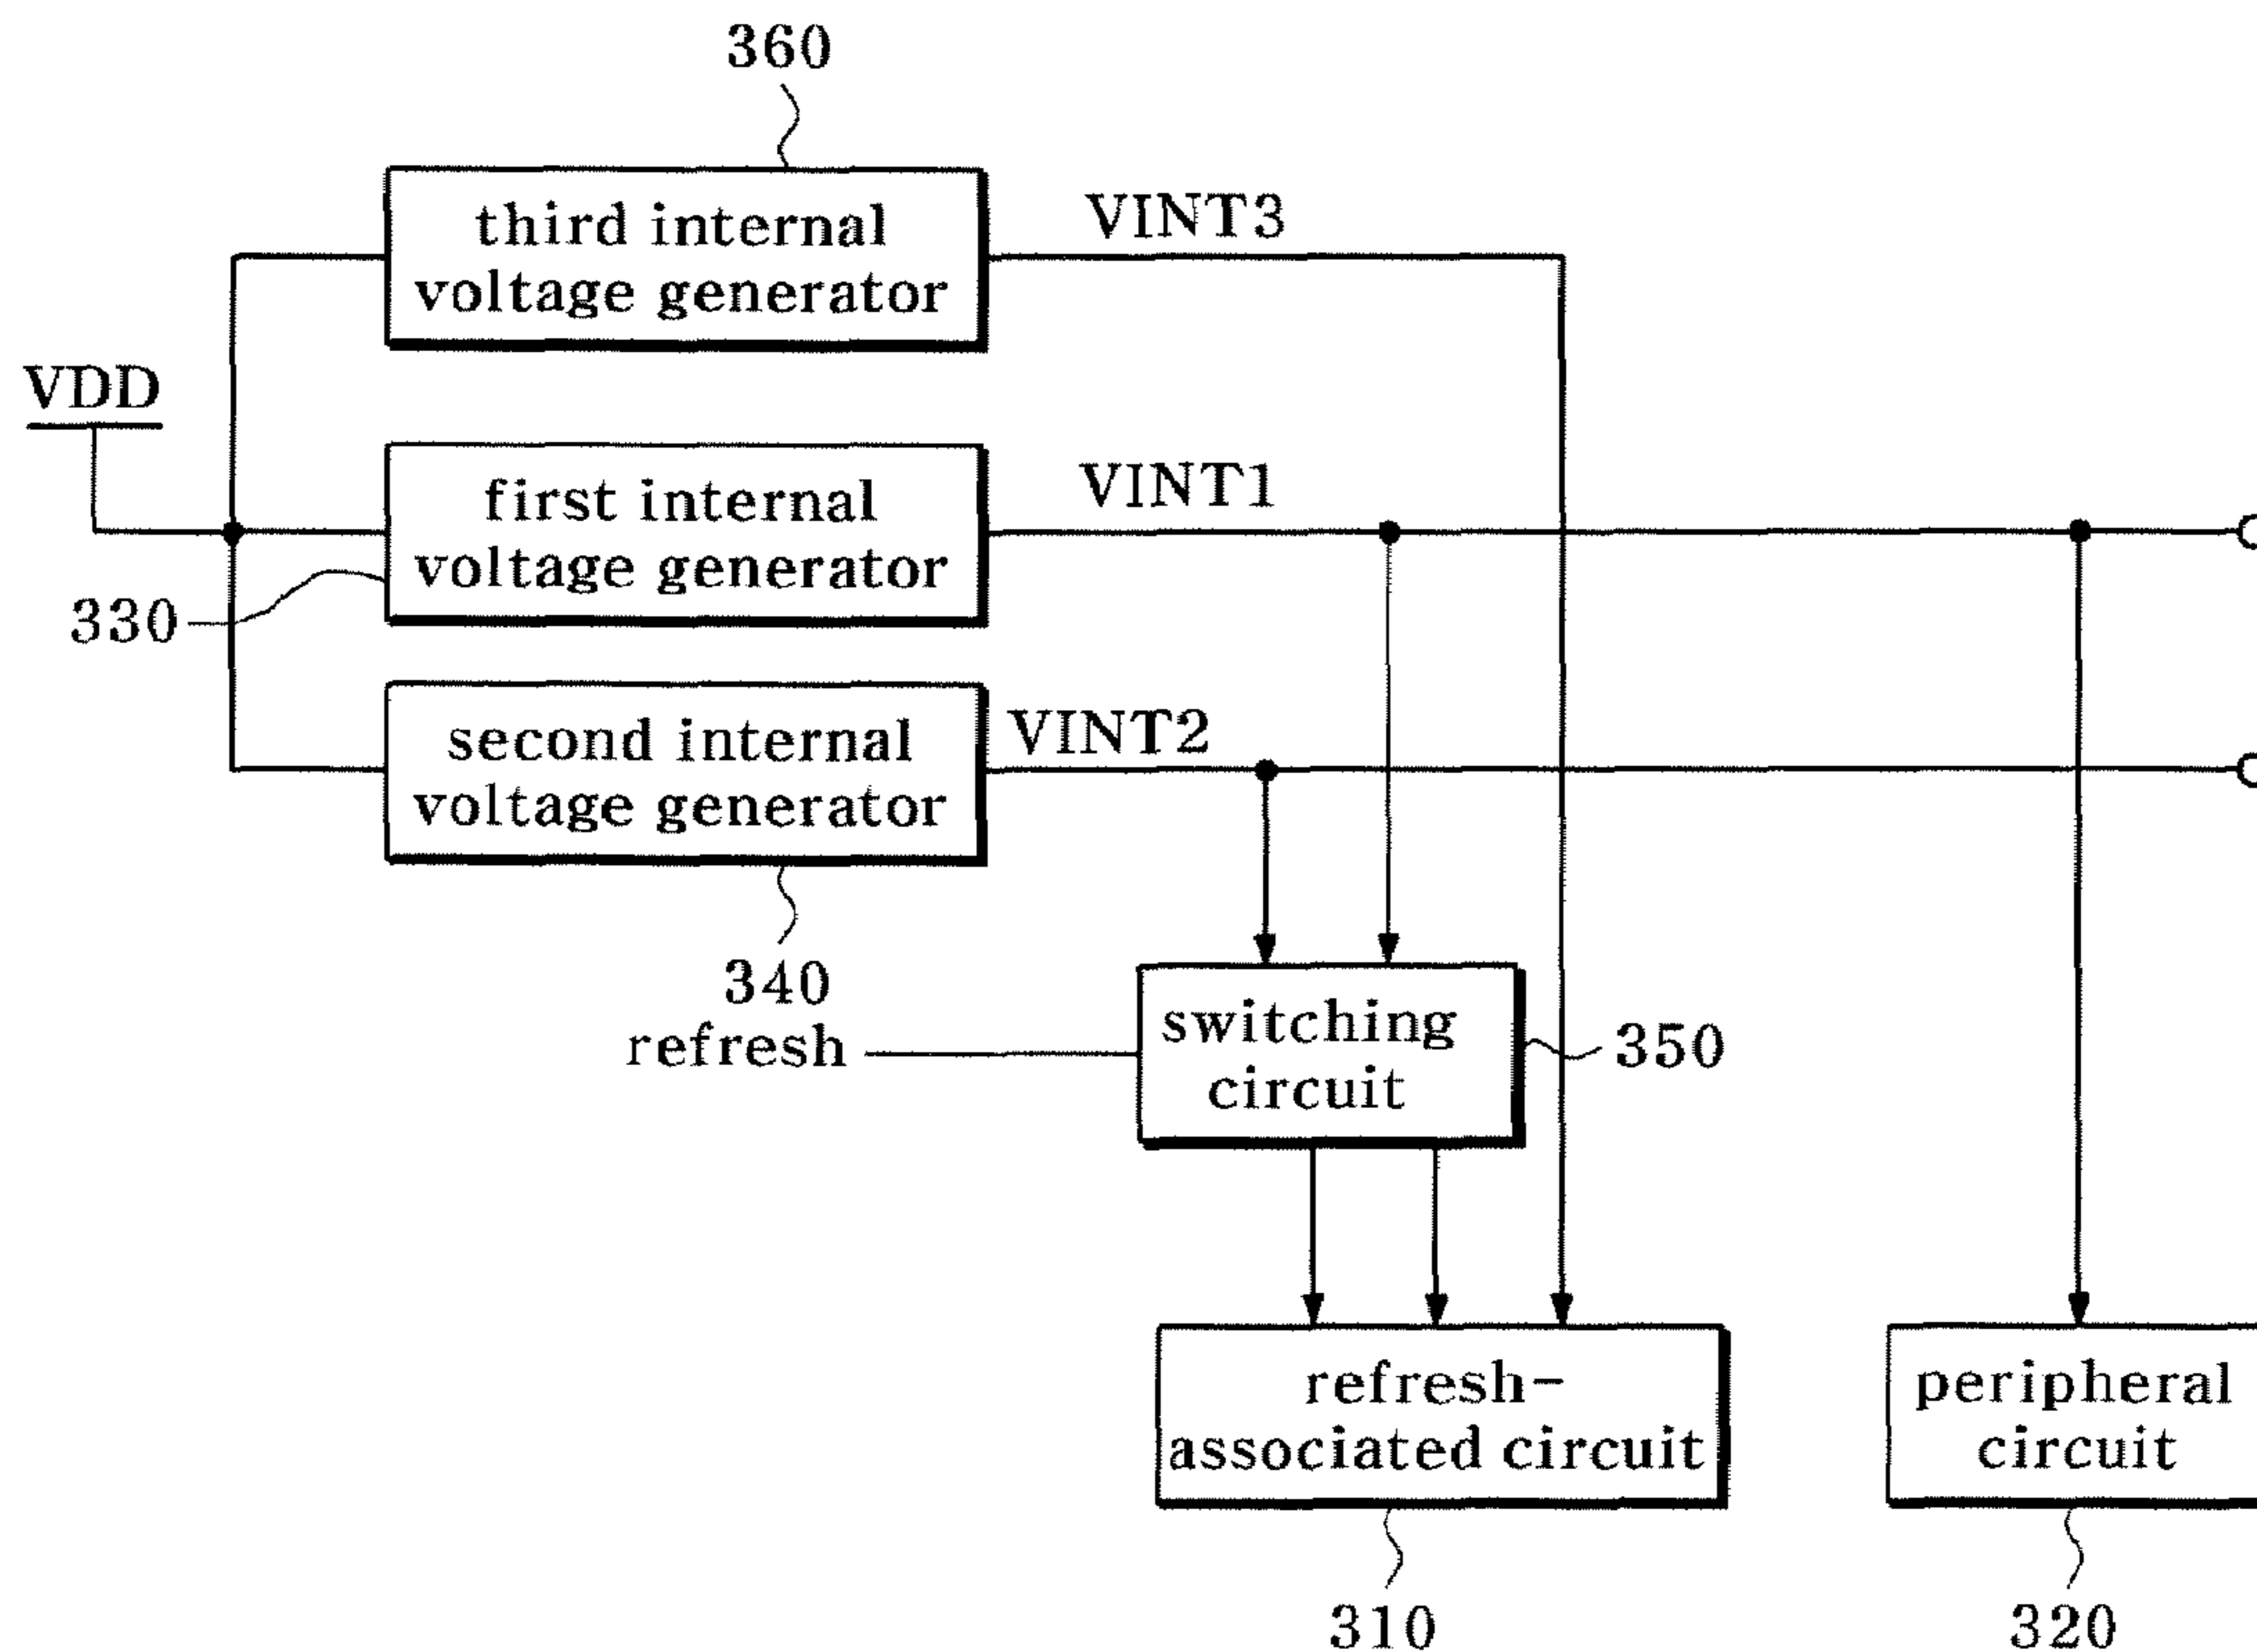 360
third internal
voltage generator
VINT3
VDD
first internal
voltage generator
VINT1
330
second internal
voltage generator
VINT2
340
refresh
switching
circuit
350
refresh-
associated circuit
peripheral
circuit
310
320